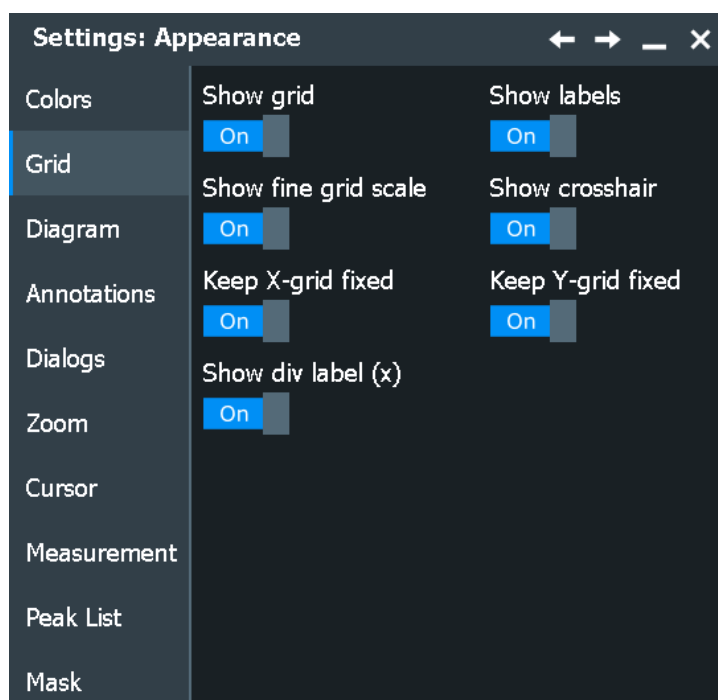 Settings: Appearance
Colors
Grid
Diagram
Annotations
Dialogs
Zoom
Cursor
Measurement
Peak List
Mask
Show grid
On
Show labels
On
Show fine grid scale
On
Show crosshair
On
Keep X-grid fixed
On
Keep Y-grid fixed
On
Show div label (x)
On